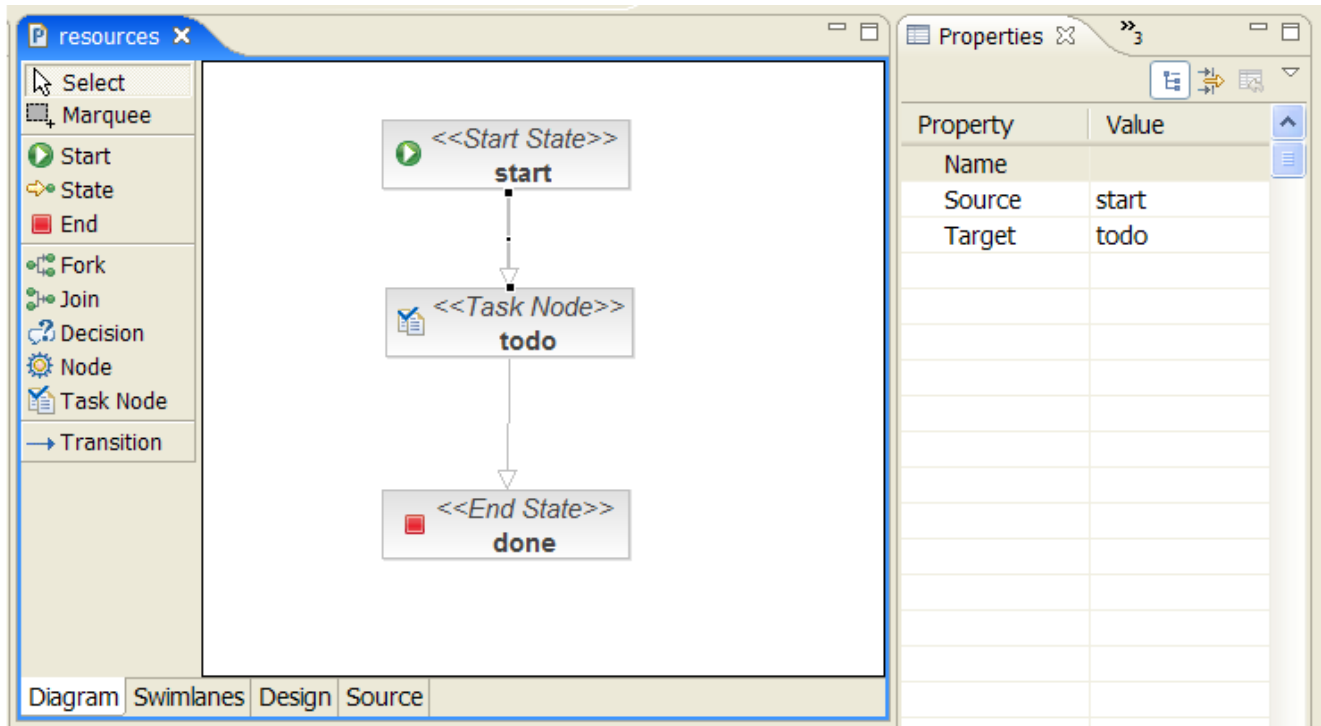 resources
Select
Marquee
Start
State
End
Fork
Join
Decision
Node
Task Node
Transition
<<Start State>>
start
<<Task Node>>
todo
<<End State>>
done
Diagram Swimlanes Design Source
Properties »3
Property Value
Name
Source start
Target todo